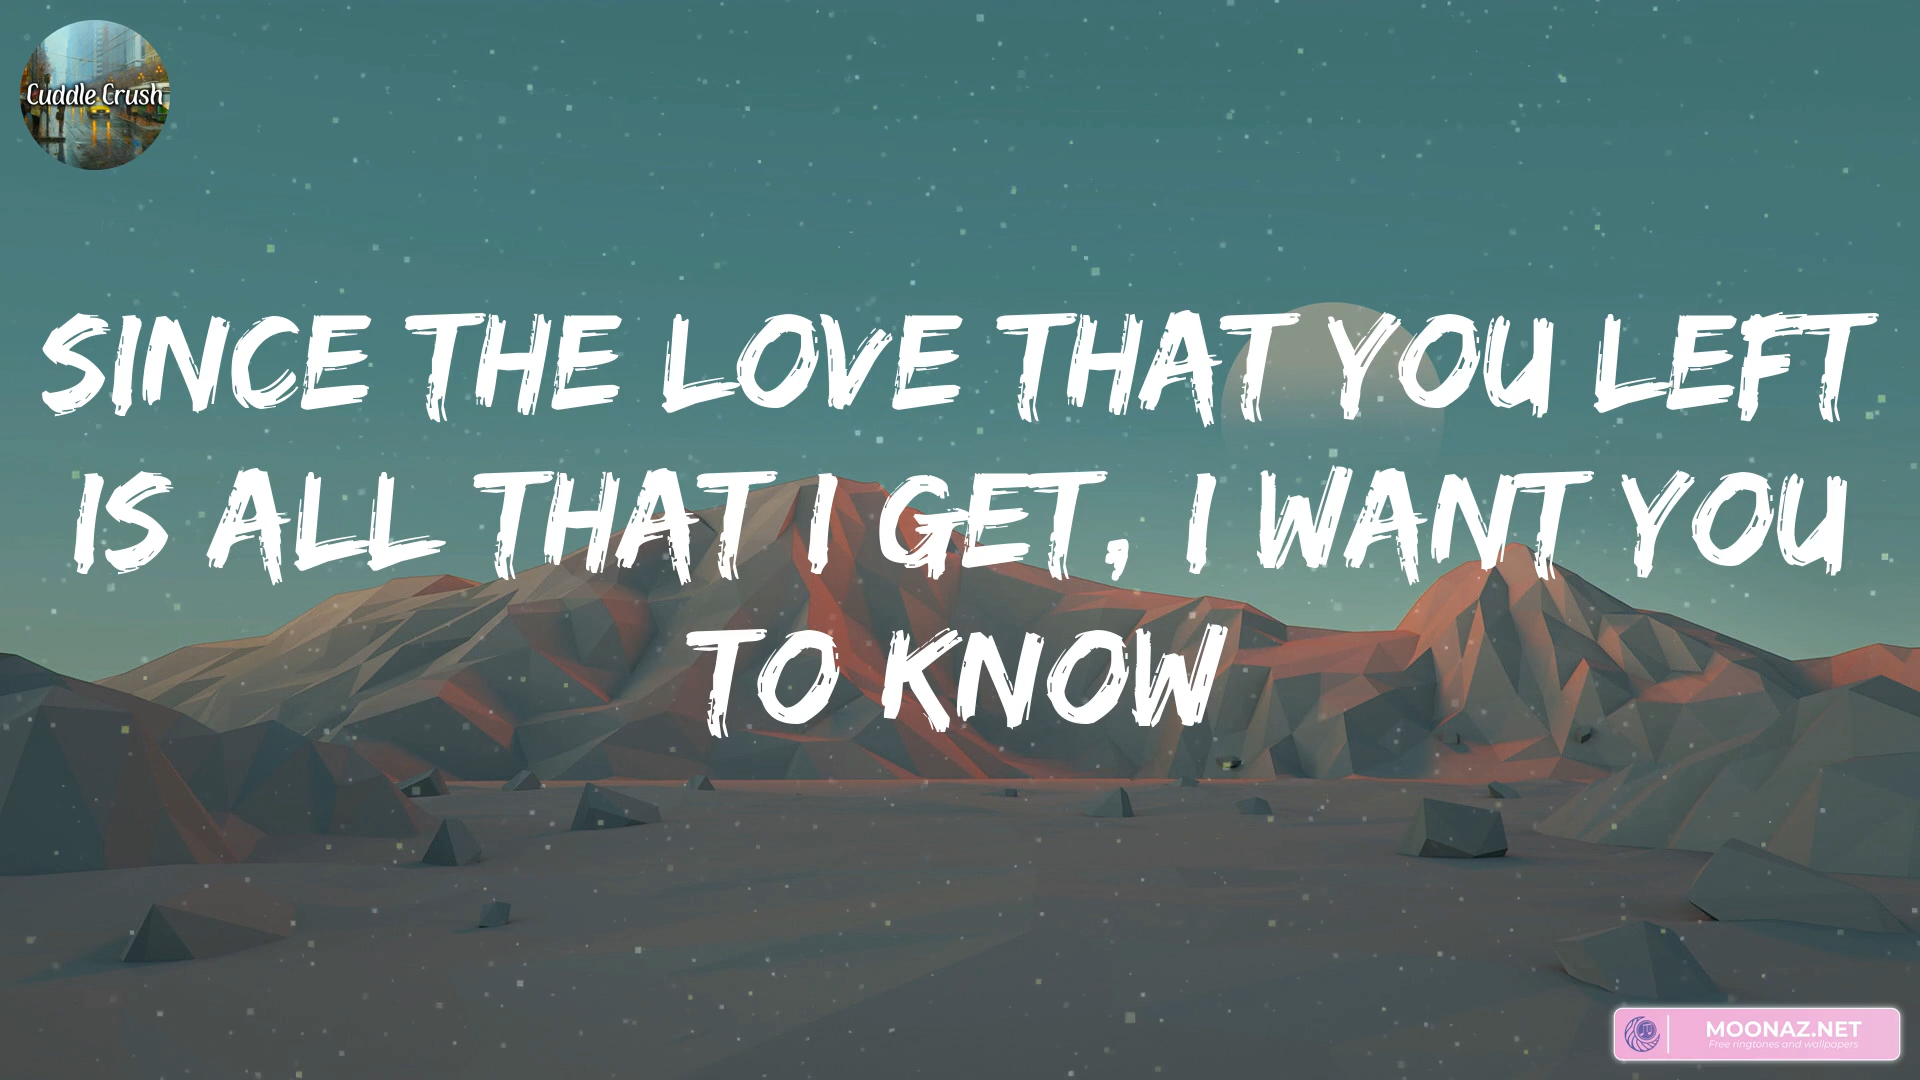 Cuddle Crush
SINCE THE LOVE THAT YOU LEFT
IS ALL THAT I GET, I WANT YOU
TO KNOW
MOONAZ.NET
Free ringtones and wallpapers